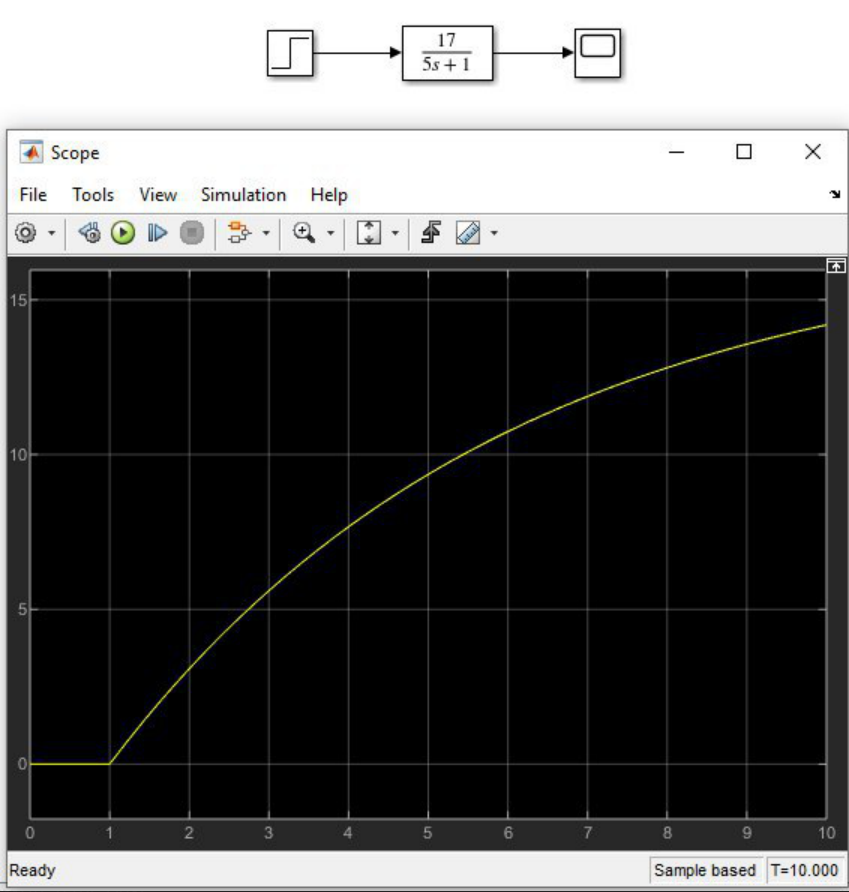 17
5s + 1
Scope
File Tools View Simulation Help
15
10
5
0
0 1 2 3 4 5 6 7 8 9 10
Ready Sample based T=10.000